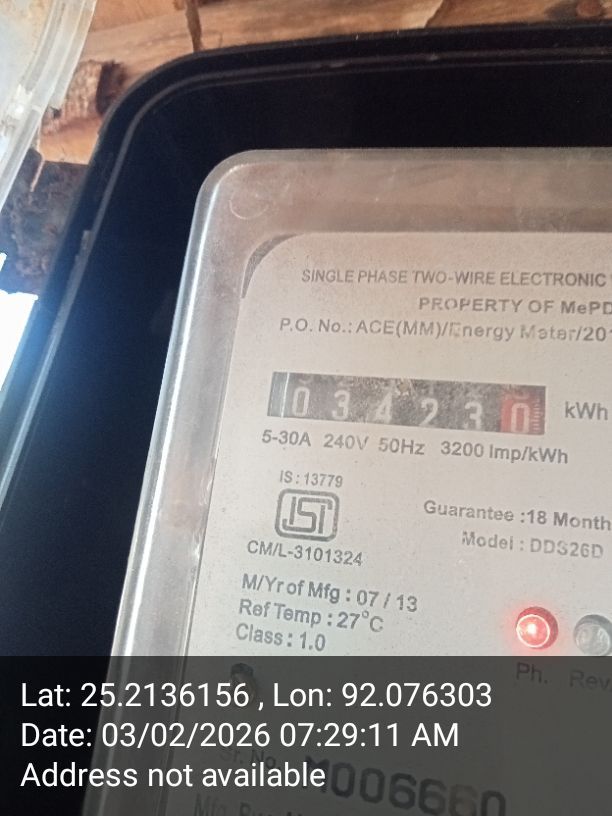 SINGLE PHASE TWO-WIRE ELECTRONIC
PROPERTY OF MePD
P.O. No.: ACE(MM)/Energy Meter/201
0 3 4 2 3 0 kWh
5-30A 240V 50Hz 3200 Imp/kWh
IS : 13779
ISI
CM/L-3101324
Guarantee :18 Month
Model : DDS26D
M/Yr of Mfg : 07 / 13
Ref Temp : 27°C
Class : 1.0
Ph. Rev
Lat: 25.2136156 , Lon: 92.076303
Date: 03/02/2026 07:29:11 AM
Address not available
M006660